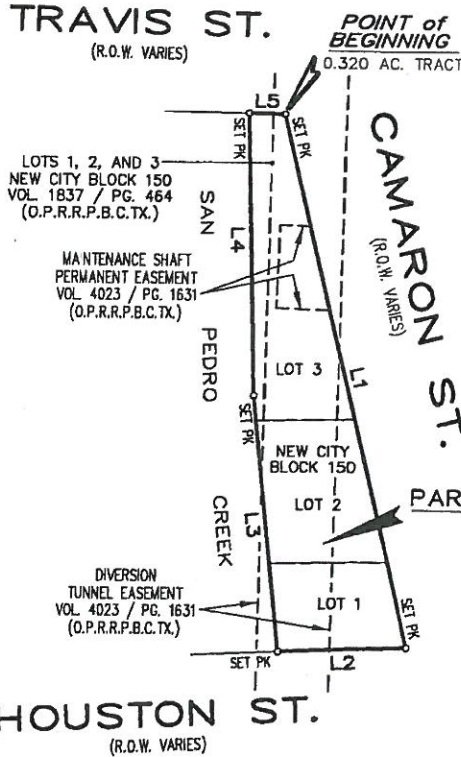 TRAVIS ST.
(R.O.W. VARIES)
POINT of
BEGINNING
0.320 AC. TRACT
L5
SET PK
SET PK
LOTS 1, 2, AND 3
NEW CITY BLOCK 150
VOL 1837 / PG. 464
(O.P.R.R.P.B.C.TX.)
CAMARON ST.
(R.O.W. VARIES)
SAN PEDRO CREEK
L4
MAINTENANCE SHAFT
PERMANENT EASEMENT
VOL 4023 / PG. 1631
(O.P.R.R.P.B.C.TX.)
LOT 3
L1
SET PK
NEW CITY
BLOCK 150
LOT 2
PAR
L3
DIVERSION
TUNNEL EASEMENT
VOL 4023 / PG. 1631
(O.P.R.R.P.B.C.TX.)
LOT 1
SET PK
SET PK
L2
HOUSTON ST.
(R.O.W. VARIES)